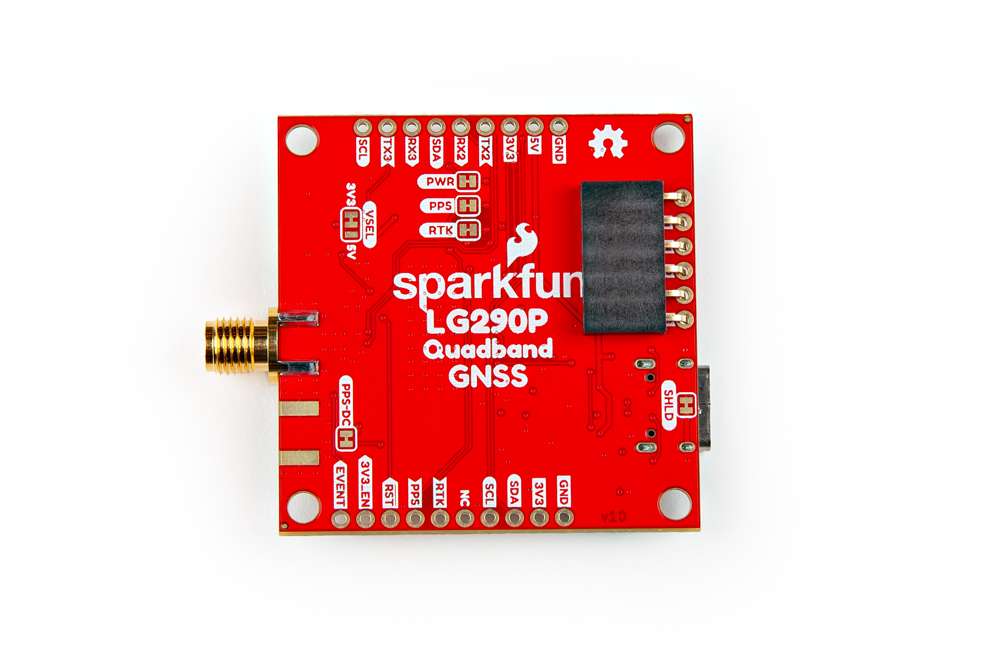 SCL
TX3
RX3
SDA
RX2
TX2
3V3
5V
GND
PWR
PPS
RTK
3V3
VSEL
5V
sparkfun
LG290P
Quadband
GNSS
SHLD
PPS-DC
EVENT
3V3_EN
RST
PPS
RTK
NC
SCL
SDA
3V3
GND
v10